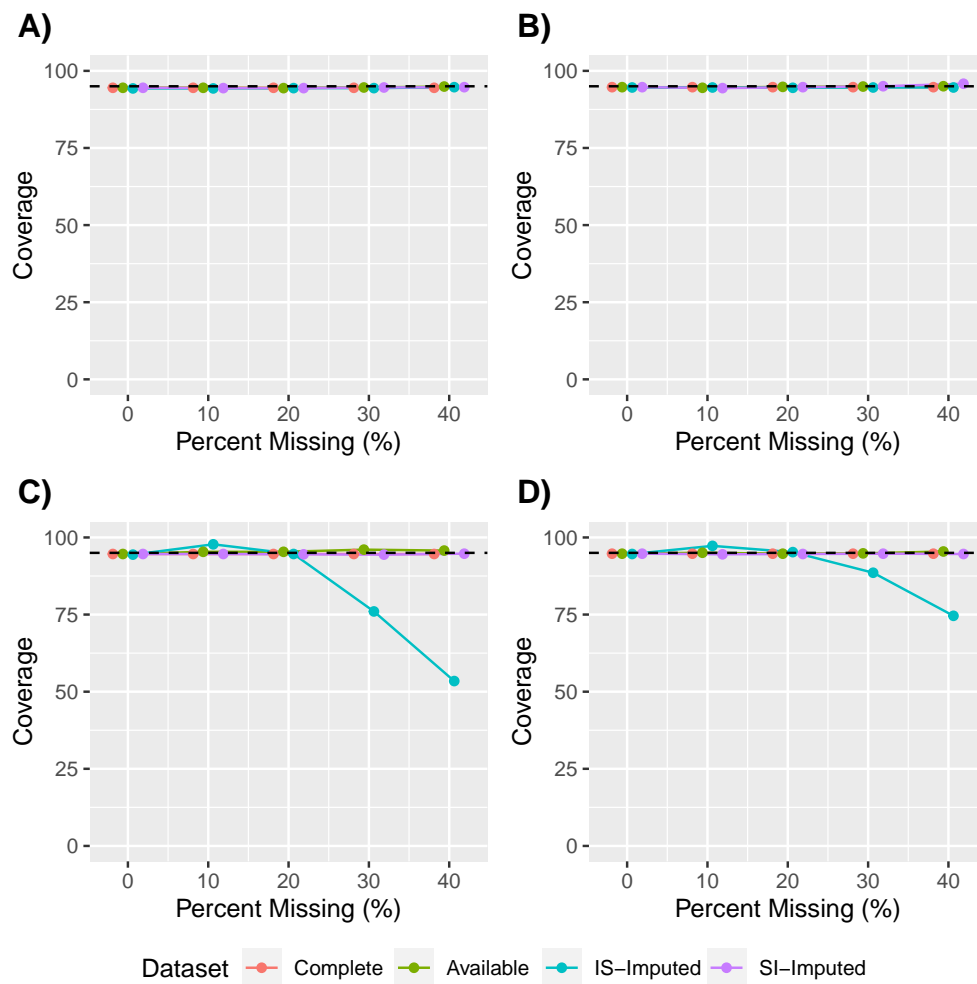 A)
B)
100
75
50
25
0
Coverage
0 10 20 30 40
Percent Missing (%)
100
75
50
25
0
Coverage
0 10 20 30 40
Percent Missing (%)
C)
D)
100
75
50
25
0
Coverage
0 10 20 30 40
Percent Missing (%)
100
75
50
25
0
Coverage
0 10 20 30 40
Percent Missing (%)
Dataset Complete Available IS-Imputed SI-Imputed